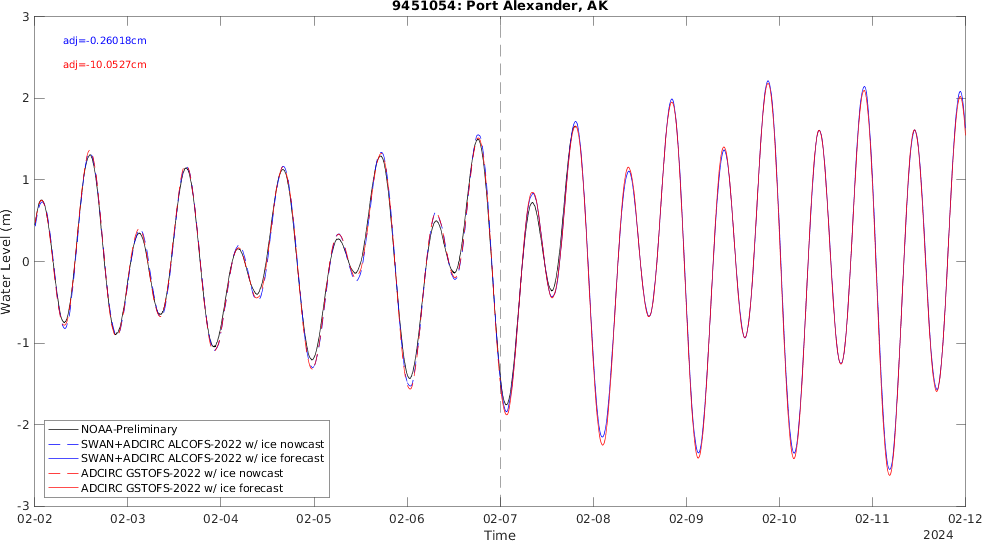 9451054: Port Alexander, AK
adj=-0.26018cm
adj=-10.0527cm
3
2
1
0
-1
-2
-3
Water Level (m)
NOAA-Preliminary
SWAN+ADCIRC ALCOFS-2022 w/ ice nowcast
SWAN+ADCIRC ALCOFS-2022 w/ ice forecast
ADCIRC GSTOFS-2022 w/ ice nowcast
ADCIRC GSTOFS-2022 w/ ice forecast
02-02 02-03 02-04 02-05 02-06 02-07 02-08 02-09 02-10 02-11 02-12
Time
2024